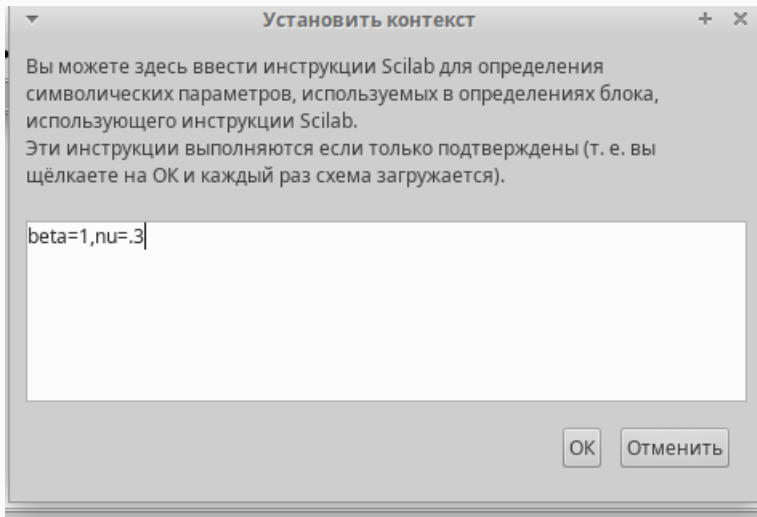 Установить контекст
Вы можете здесь ввести инструкции Scilab для определения
символических параметров, используемых в определениях блока,
использующего инструкции Scilab.
Эти инструкции выполняются если только подтверждены (т. е. вы
щёлкаете на ОК и каждый раз схема загружается).
beta=1,nu=.3
ОК Отменить